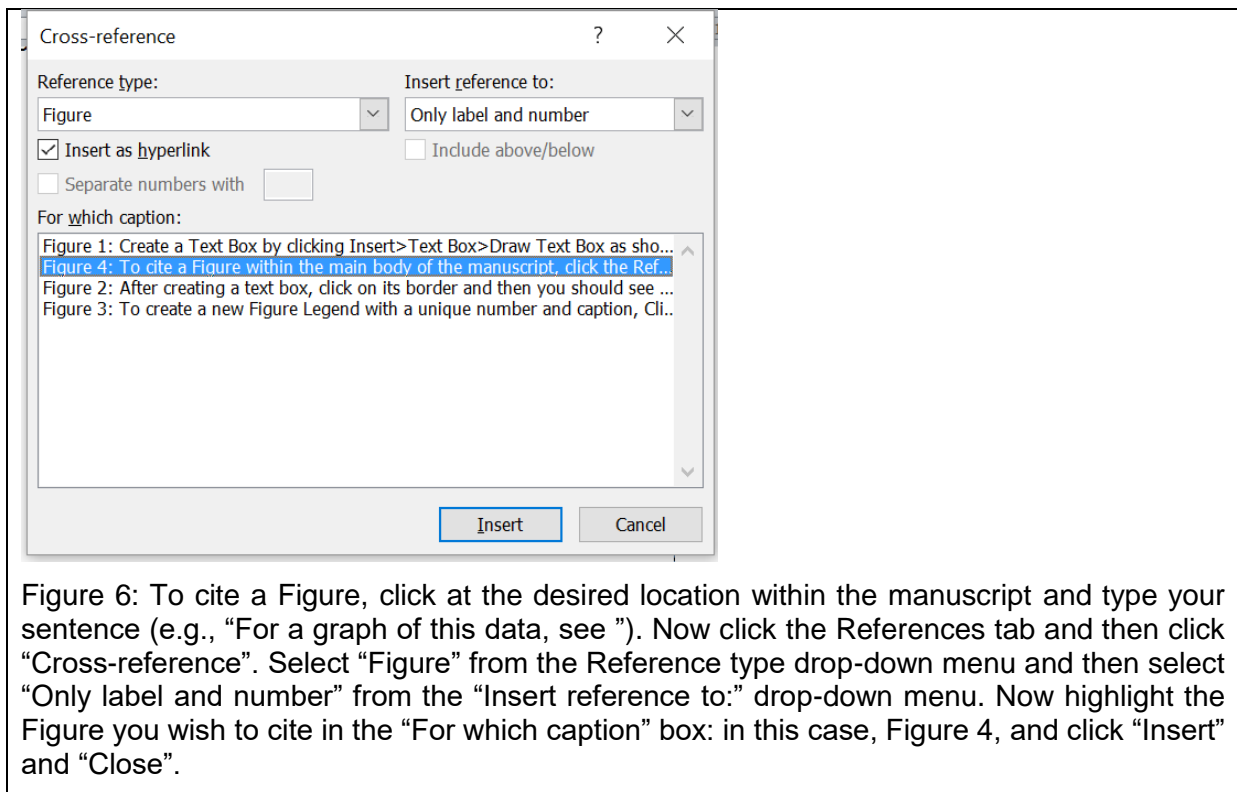 Cross-reference ?
Reference type: Insert reference to:
Figure Only label and number
Insert as hyperlink Include above/below
Separate numbers with
For which caption:
Figure 1: Create a Text Box by clicking Insert>Text Box>Draw Text Box as sho...
Figure 4: To cite a Figure within the main body of the manuscript, click the Ref...
Figure 2: After creating a text box, click on its border and then you should see ...
Figure 3: To create a new Figure Legend with a unique number and caption, Cli...
Insert Cancel
Figure 6: To cite a Figure, click at the desired location within the manuscript and type your
sentence (e.g., “For a graph of this data, see ”). Now click the References tab and then click
“Cross-reference”. Select “Figure” from the Reference type drop-down menu and then select
“Only label and number” from the “Insert reference to:” drop-down menu. Now highlight the
Figure you wish to cite in the “For which caption” box: in this case, Figure 4, and click “Insert”
and “Close”.